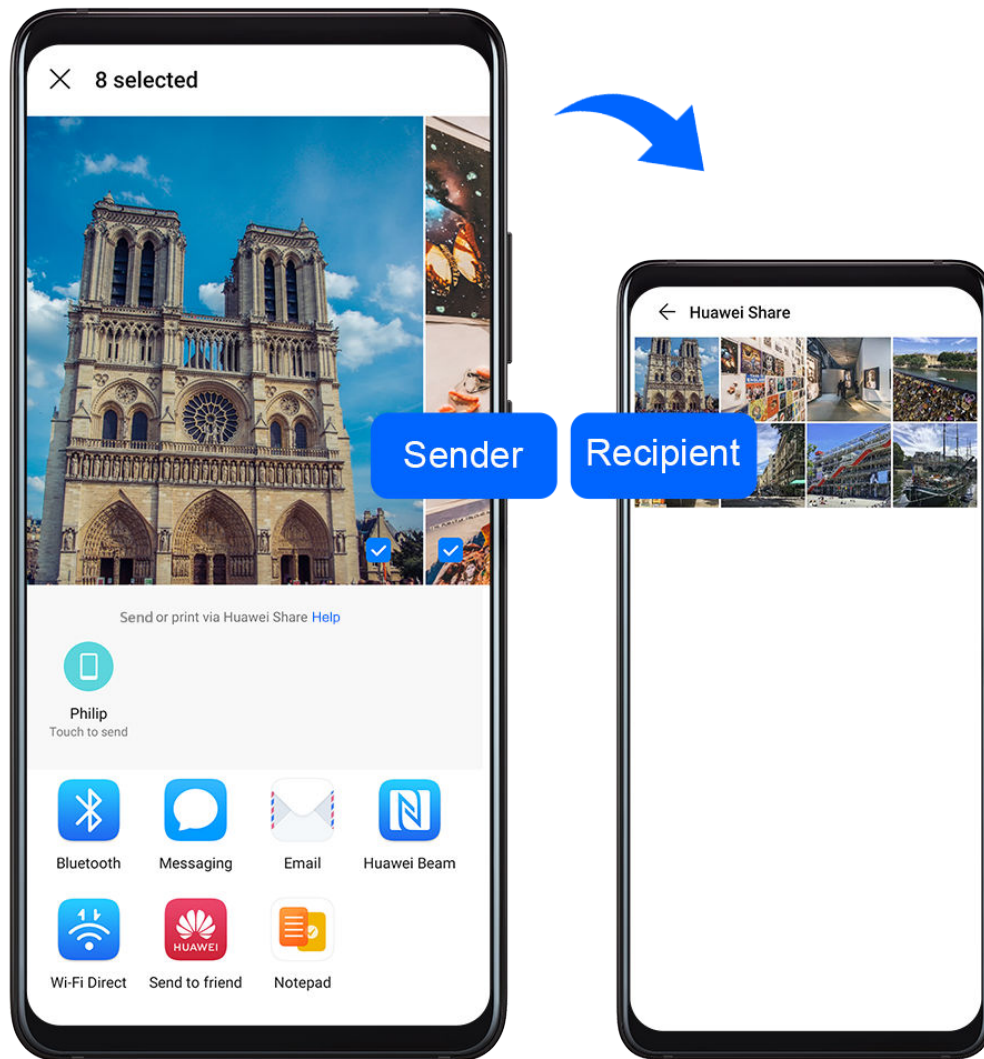 8 selected
Send or print via Huawei Share Help
Philip
Touch to send
Bluetooth
Messaging
Email
Huawei Beam
Wi-Fi Direct
HUAWEI
Send to friend
Notepad
Sender
Recipient
Huawei Share